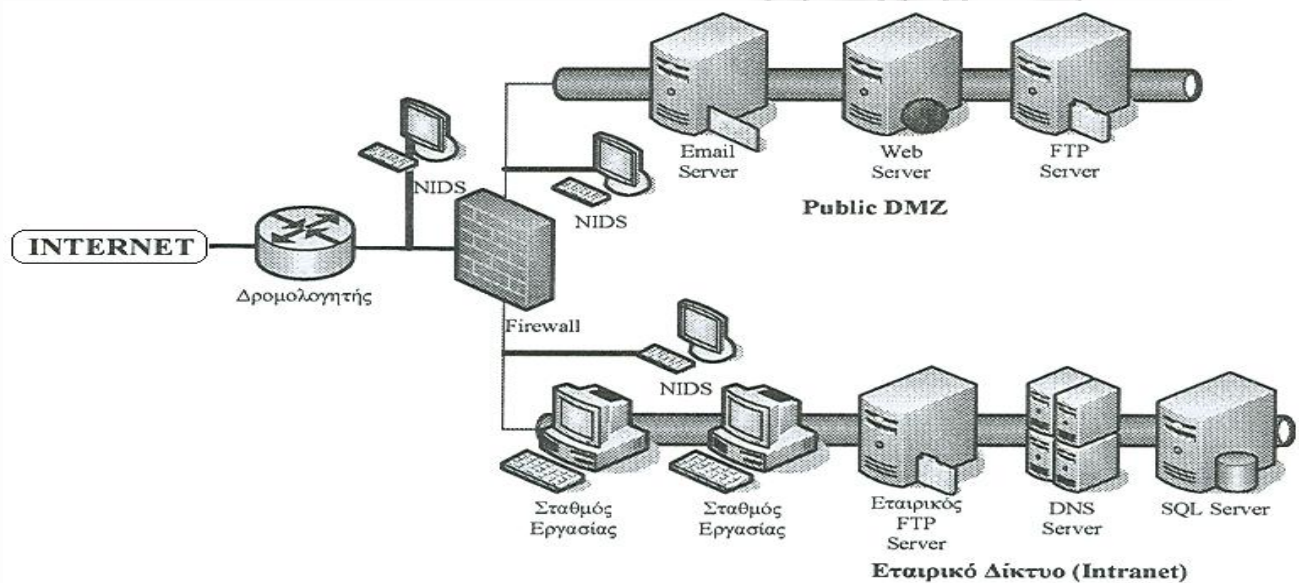 Email
Server
Web
Server
FTP
Server
NIDS
NIDS
Public DMZ
INTERNET
Δρομολογητής
Firewall
NIDS
Σταθμός
Εργασίας
Σταθμός
Εργασίας
Εταιρικός
FTP
Server
DNS
Server
SQL Server
Εταιρικό Δίκτυο (Intranet)